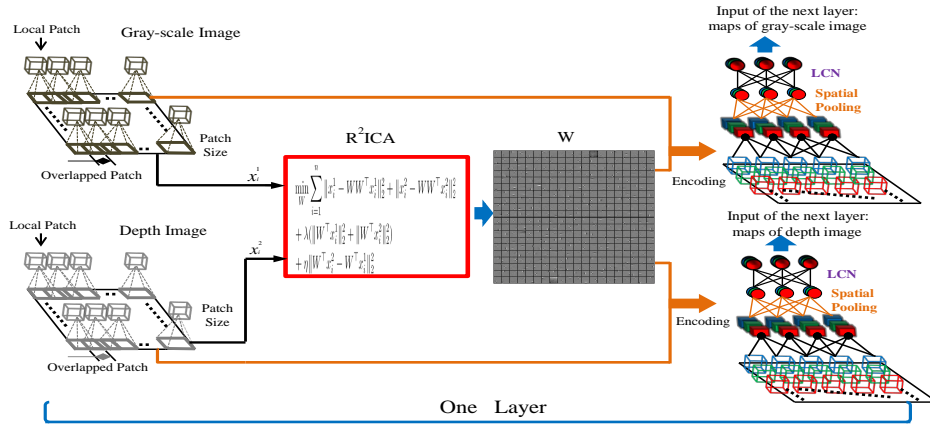 Local Patch
Gray-scale Image
Patch
Size
Overlapped Patch
x_i^1
Local Patch
Depth Image
Patch
Size
Overlapped Patch
x_i^2
R²ICA
min_W ∑_{i=1}^{n} ‖x_i^1 − WW^⊤x_i^1‖_2^2 + ‖x_i^2 − WW^⊤x_i^2‖_2^2
+ λ(‖W^⊤x_i^1‖_2^2 + ‖W^⊤x_i^2‖_2^2)
+ η‖W^⊤x_i^2 − W^⊤x_i^1‖_2^2
W
Encoding
Input of the next layer:
maps of gray-scale image
LCN
Spatial
Pooling
Encoding
Input of the next layer:
maps of depth image
LCN
Spatial
Pooling
One Layer